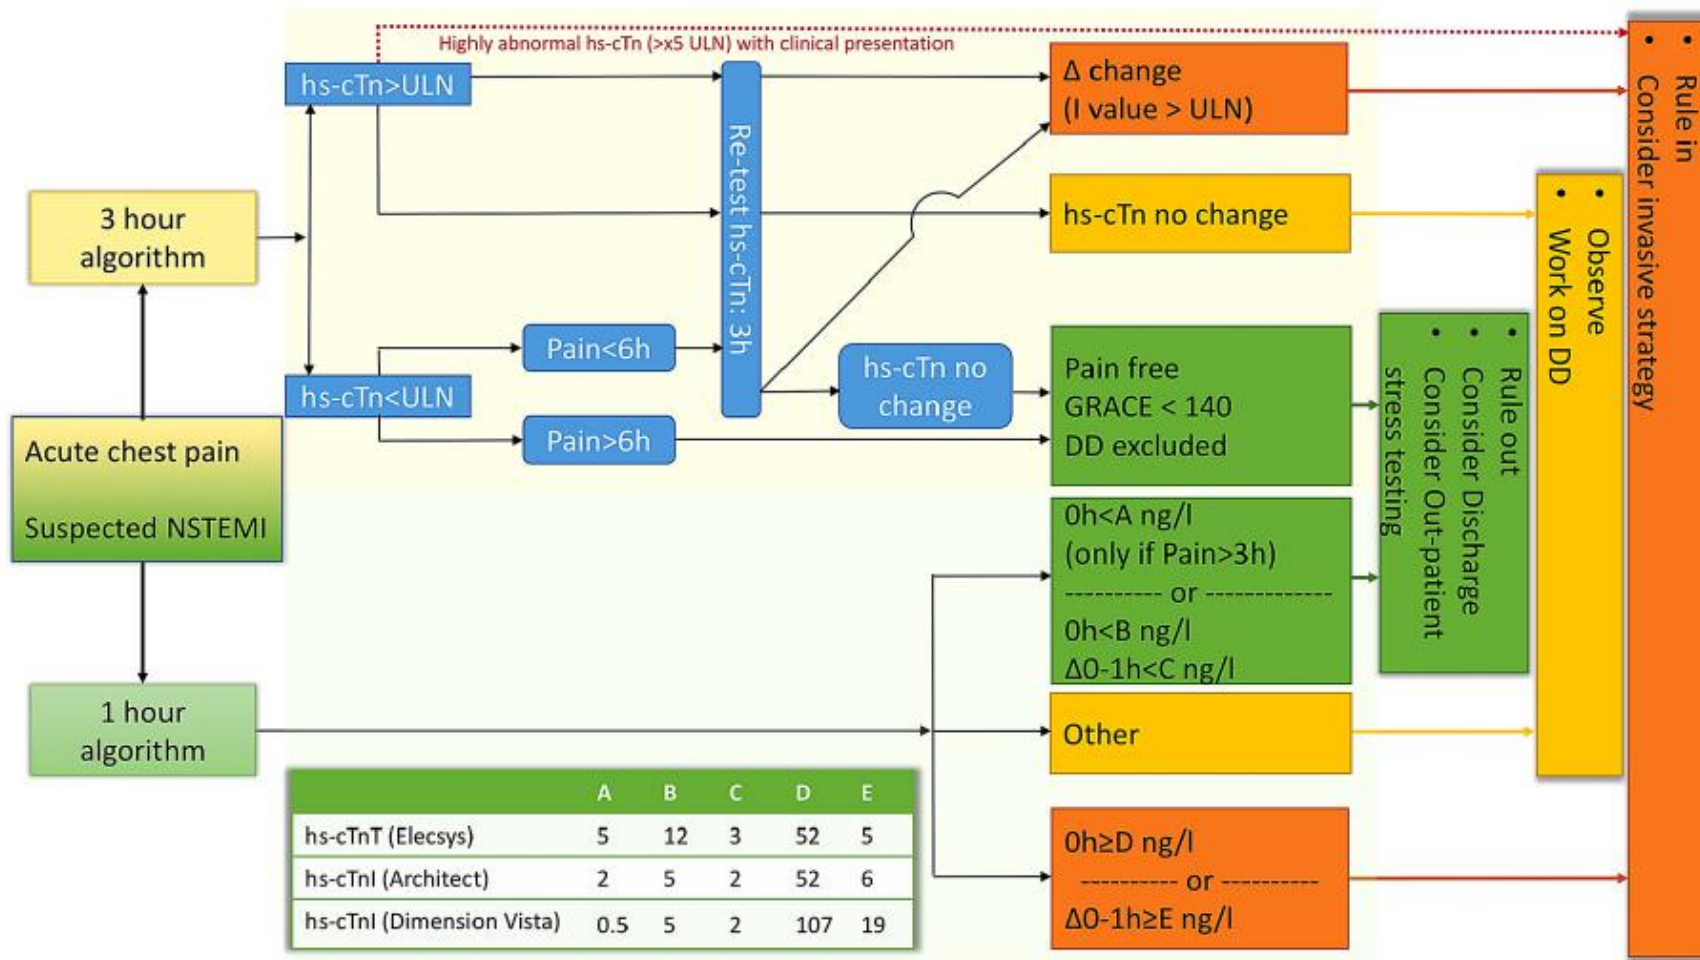 Highly abnormal hs-cTn (>x5 ULN) with clinical presentation
hs-cTn>ULN
Re-test hs-cTn: 3h
Δ change
(I value > ULN)
• Rule in
• Consider invasive strategy
3 hour
algorithm
hs-cTn no change
• Observe
• Work on DD
Pain<6h
hs-cTn<ULN
Pain>6h
hs-cTn no
change
Pain free
GRACE < 140
DD excluded
• Rule out
• Consider Discharge
• Consider Out-patient
stress testing
Acute chest pain
Suspected NSTEMI
0h<A ng/l
(only if Pain>3h)
---------- or -------------
0h<B ng/l
Δ0-1h<C ng/l
1 hour
algorithm
Other
0h≥D ng/l
---------- or ----------
Δ0-1h≥E ng/l
A B C D E
hs-cTnT (Elecsys) 5 12 3 52 5
hs-cTnI (Architect) 2 5 2 52 6
hs-cTnI (Dimension Vista) 0.5 5 2 107 19